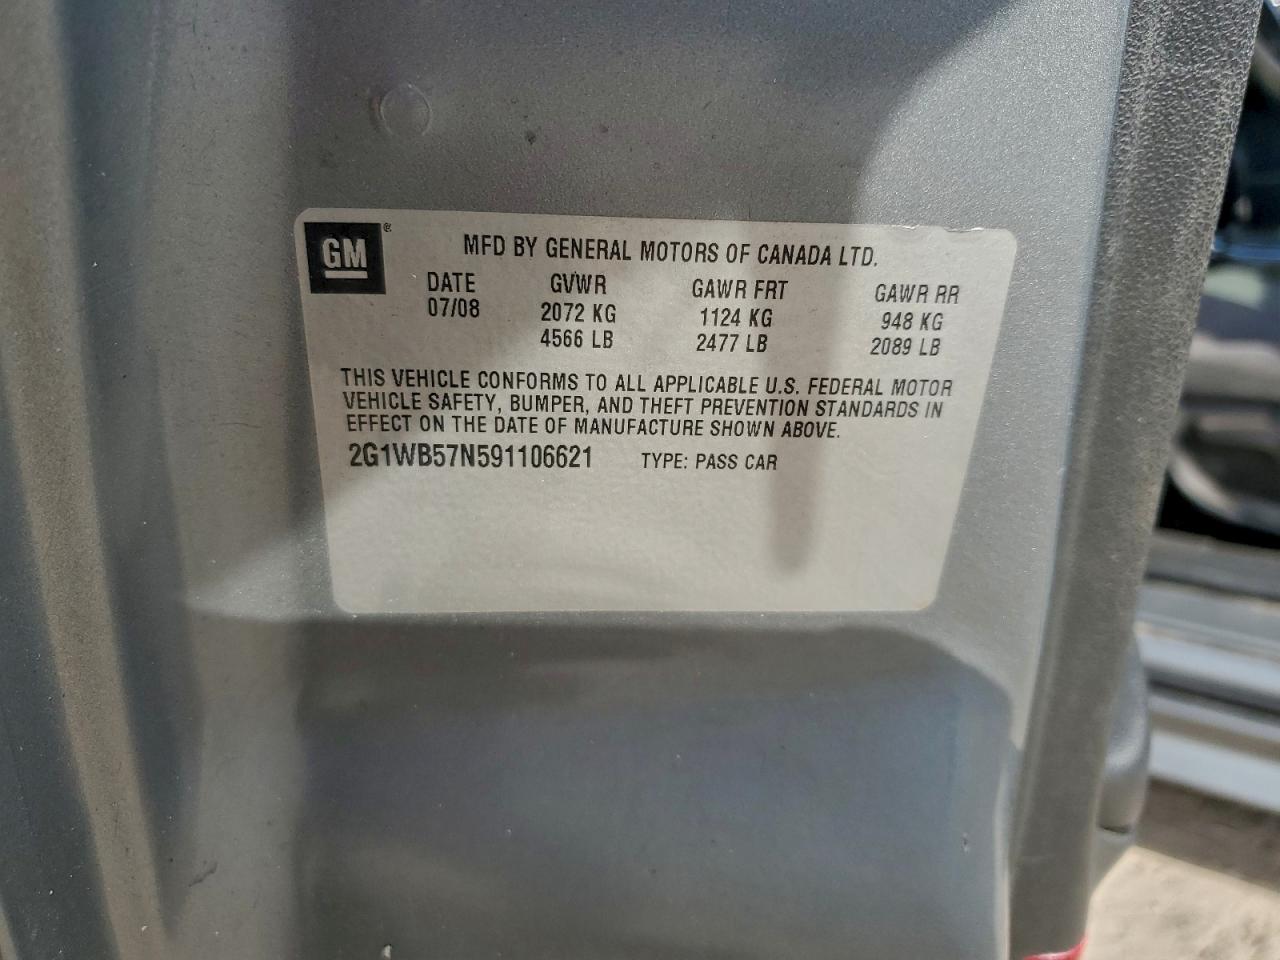 GM®
MFD BY GENERAL MOTORS OF CANADA LTD.
DATE GVWR GAWR FRT GAWR RR
07/08 2072 KG 1124 KG 948 KG
4566 LB 2477 LB 2089 LB
THIS VEHICLE CONFORMS TO ALL APPLICABLE U.S. FEDERAL MOTOR
VEHICLE SAFETY, BUMPER, AND THEFT PREVENTION STANDARDS IN
EFFECT ON THE DATE OF MANUFACTURE SHOWN ABOVE.
2G1WB57N591106621 TYPE: PASS CAR